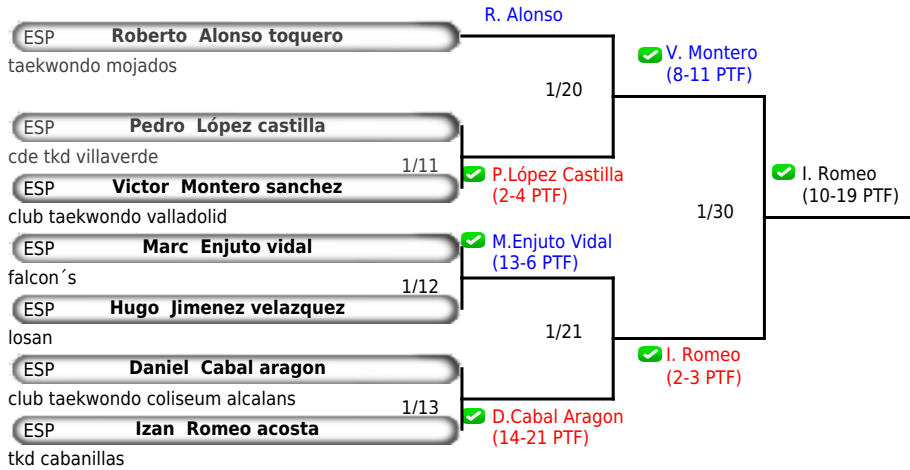 R. Alonso
ESP Roberto Alonso toquero
taekwondo mojados
V. Montero
(8-11 PTF)
1/20
ESP Pedro López castilla
cde tkd villaverde
1/11
P.López Castilla
(2-4 PTF)
I. Romeo
(10-19 PTF)
ESP Victor Montero sanchez
club taekwondo valladolid
1/30
ESP Marc Enjuto vidal
M.Enjuto Vidal
(13-6 PTF)
falcon´s
1/12
ESP Hugo Jimenez velazquez
losan
1/21
I. Romeo
(2-3 PTF)
ESP Daniel Cabal aragon
club taekwondo coliseum alcalans
1/13
D.Cabal Aragon
(14-21 PTF)
ESP Izan Romeo acosta
tkd cabanillas